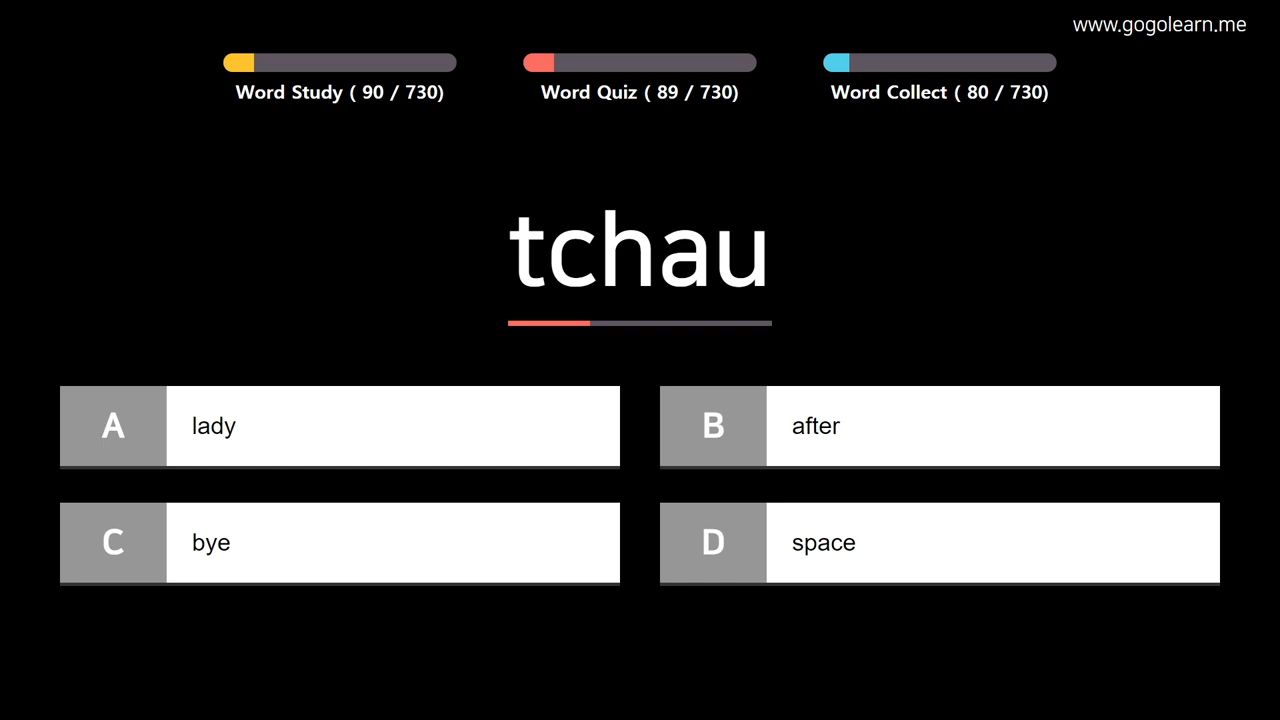 www.gogolearn.me
Word Study ( 90 / 730)
Word Quiz ( 89 / 730)
Word Collect ( 80 / 730)
tchau
A lady
B after
C bye
D space